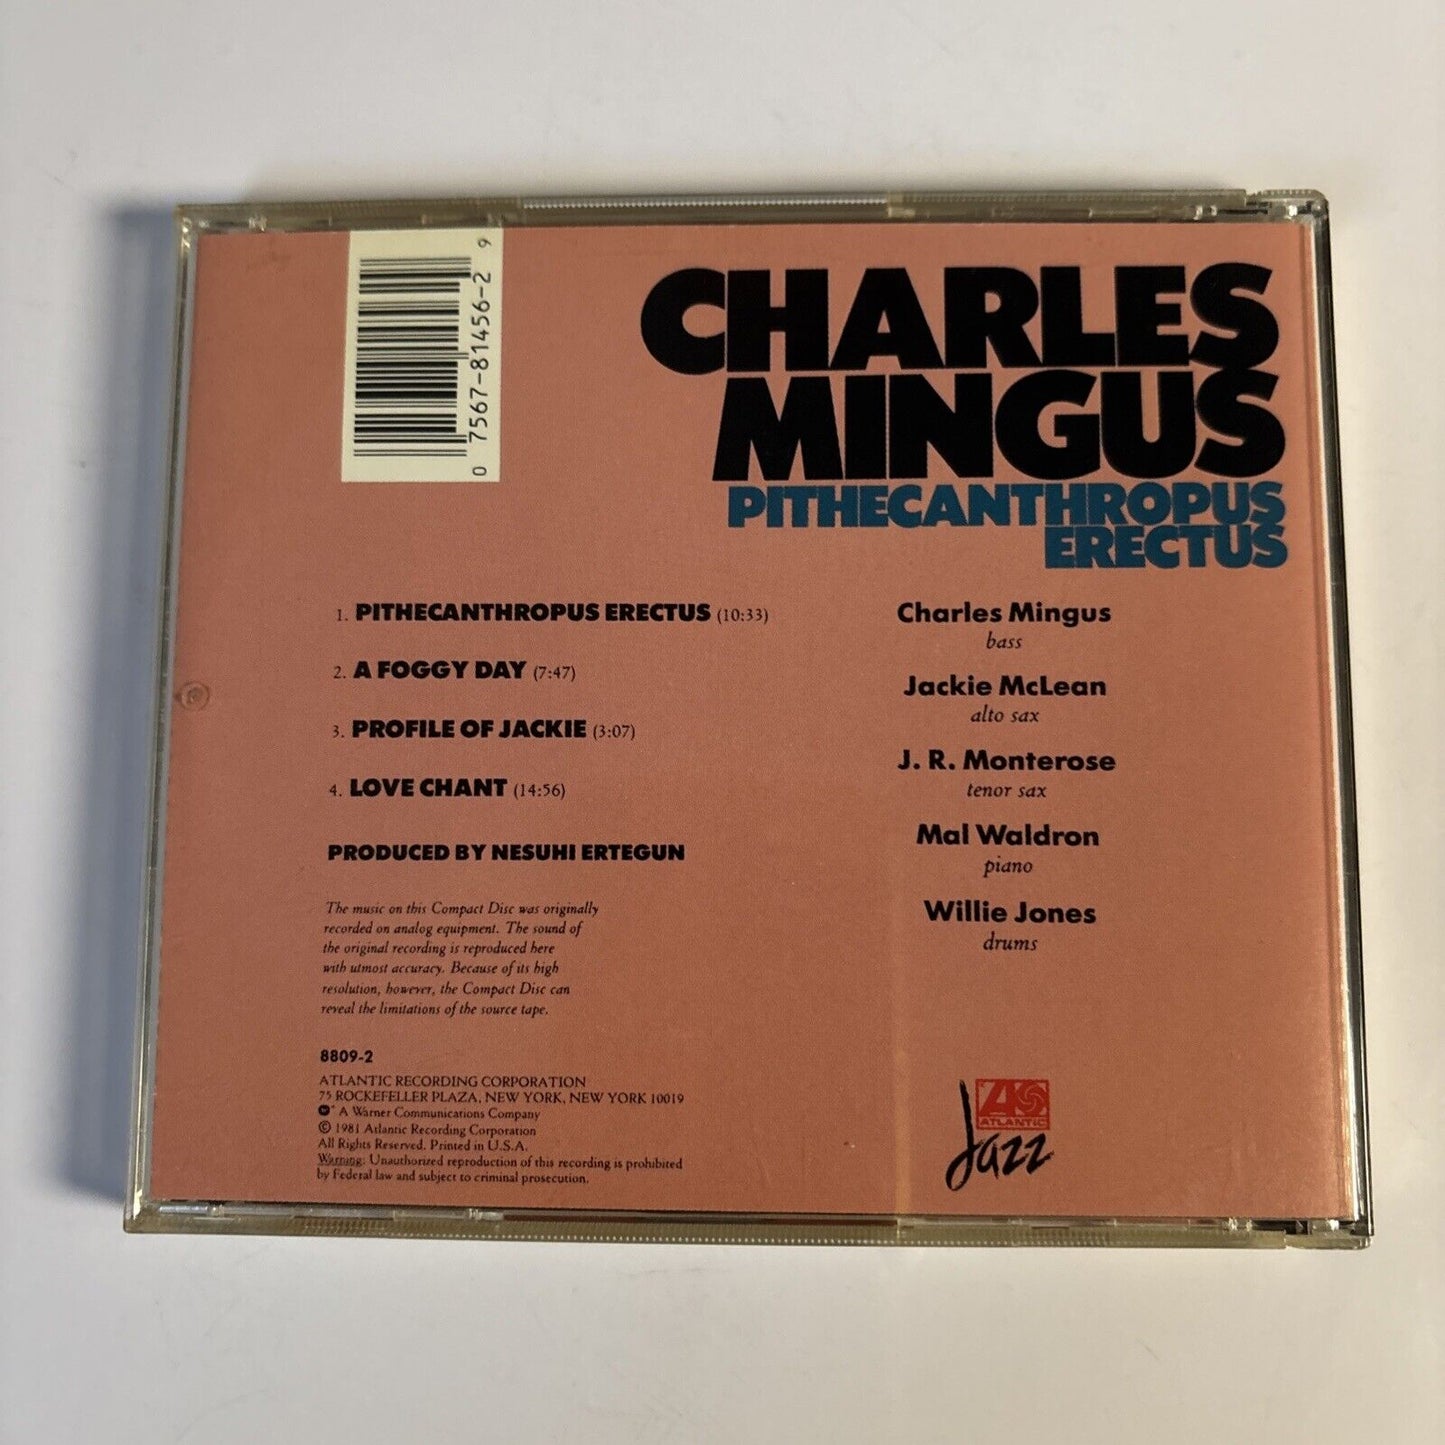 0 7567-81456-2 9
CHARLES
MINGUS
PITHECANTHROPUS
ERECTUS
1. PITHECANTHROPUS ERECTUS (10:33)
2. A FOGGY DAY (7:47)
3. PROFILE OF JACKIE (3:07)
4. LOVE CHANT (14:56)
PRODUCED BY NESUHI ERTEGUN
The music on this Compact Disc was originally
recorded on analog equipment. The sound of
the original recording is reproduced here
with utmost accuracy. Because of its high
resolution, however, the Compact Disc can
reveal the limitations of the source tape.
8809-2
ATLANTIC RECORDING CORPORATION
75 ROCKEFELLER PLAZA, NEW YORK, NEW YORK 10019
A Warner Communications Company
© 1981 Atlantic Recording Corporation
All Rights Reserved. Printed in U.S.A.
Warning: Unauthorized reproduction of this recording is prohibited
by Federal law and subject to criminal prosecution.
Charles Mingus
bass
Jackie McLean
alto sax
J. R. Monterose
tenor sax
Mal Waldron
piano
Willie Jones
drums
ATLANTIC
Jazz